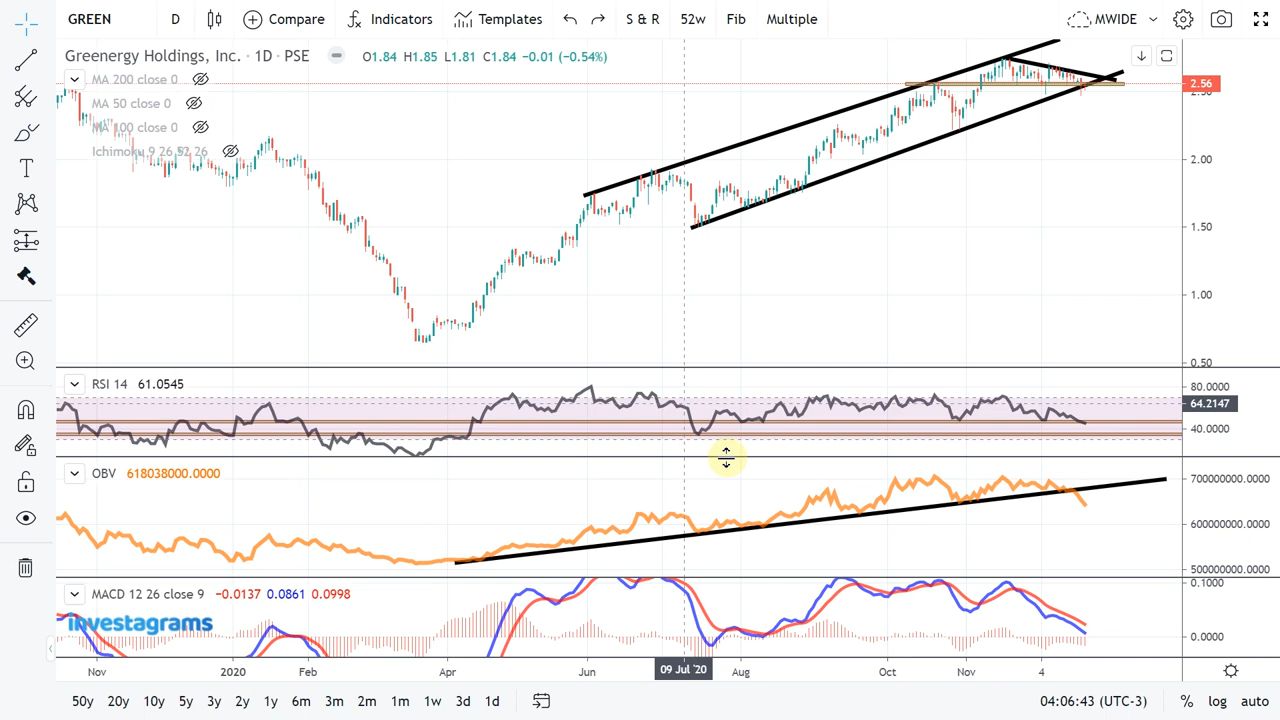 GREEN D Compare Indicators Templates S & R 52w Fib Multiple MWIDE
Greenergy Holdings, Inc. · 1D · PSE O1.84 H1.85 L1.81 C1.84 −0.01 (−0.54%)
MA 200 close 0
MA 50 close 0
MA 100 close 0
Ichimoku 9 26 52 26
2.56
2.50
2.00
1.50
1.00
0.50
RSI 14 61.0545
80.0000
64.2147
40.0000
OBV 618038000.0000
700000000.0000
600000000.0000
500000000.0000
MACD 12 26 close 9 −0.0137 0.0861 0.0998
0.1000
investagrams
0.0000
Nov 2020 Feb Apr Jun 09 Jul '20 Aug Oct Nov 4
50y 20y 10y 5y 3y 2y 1y 6m 3m 2m 1m 1w 3d 1d 04:06:43 (UTC-3) % log auto